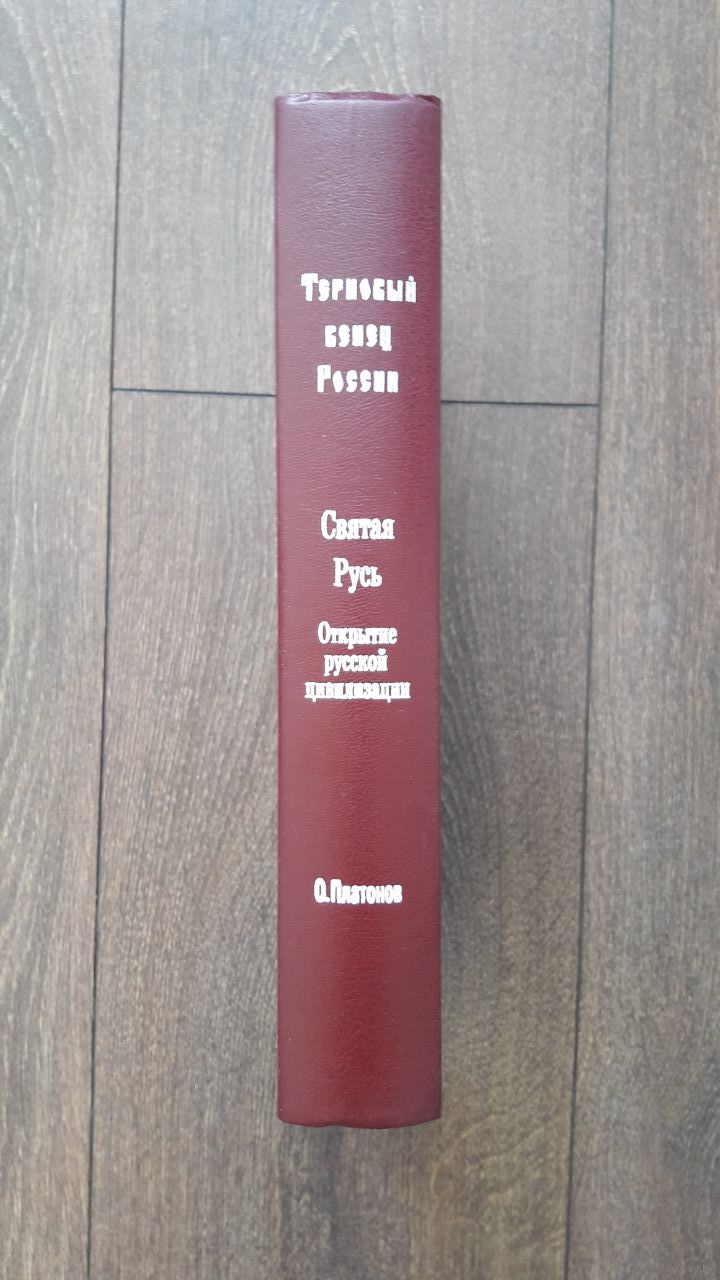 Терновый
венец
России
Святая
Русь
Открытие
русской
цивилизации
О.Платонов